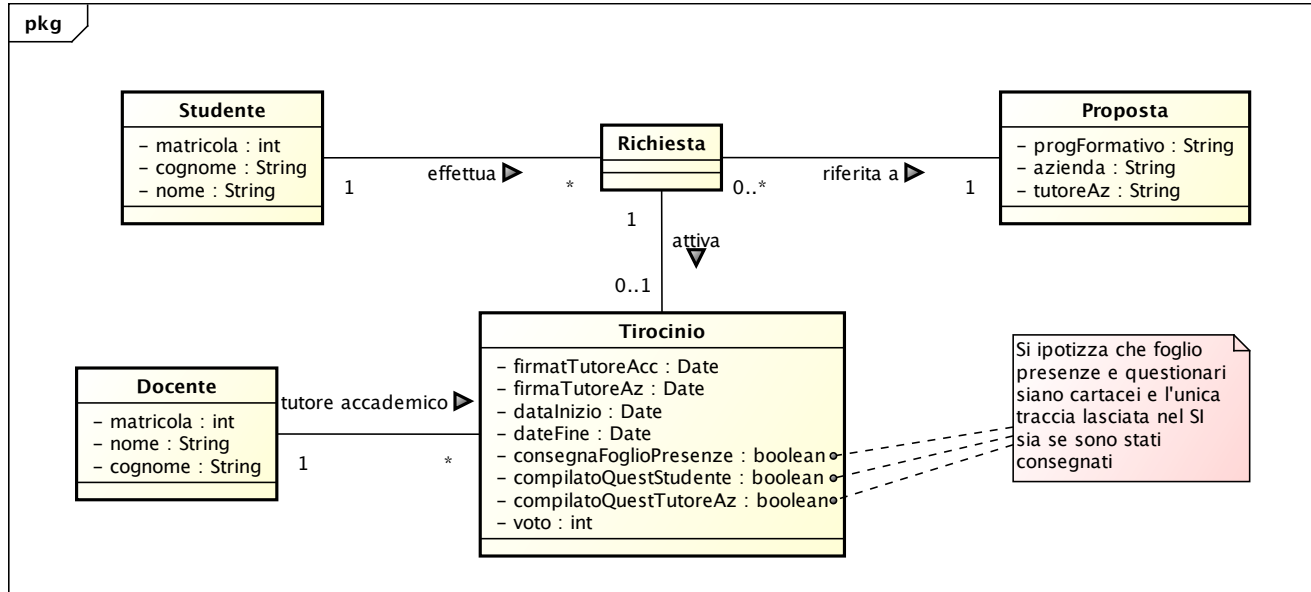 pkg
Studente
– matricola : int
– cognome : String
– nome : String
effettua
1
*
Richiesta
0..*
riferita a
1
Proposta
– progFormativo : String
– azienda : String
– tutoreAz : String
1
attiva
0..1
Docente
– matricola : int
– nome : String
– cognome : String
tutore accademico
1
*
Tirocinio
– firmatTutoreAcc : Date
– firmaTutoreAz : Date
– dataInizio : Date
– dateFine : Date
– consegnaFoglioPresenze : boolean
– compilatoQuestStudente : boolean
– compilatoQuestTutoreAz : boolean
– voto : int
Si ipotizza che foglio
presenze e questionari
siano cartacei e l'unica
traccia lasciata nel SI
sia se sono stati
consegnati